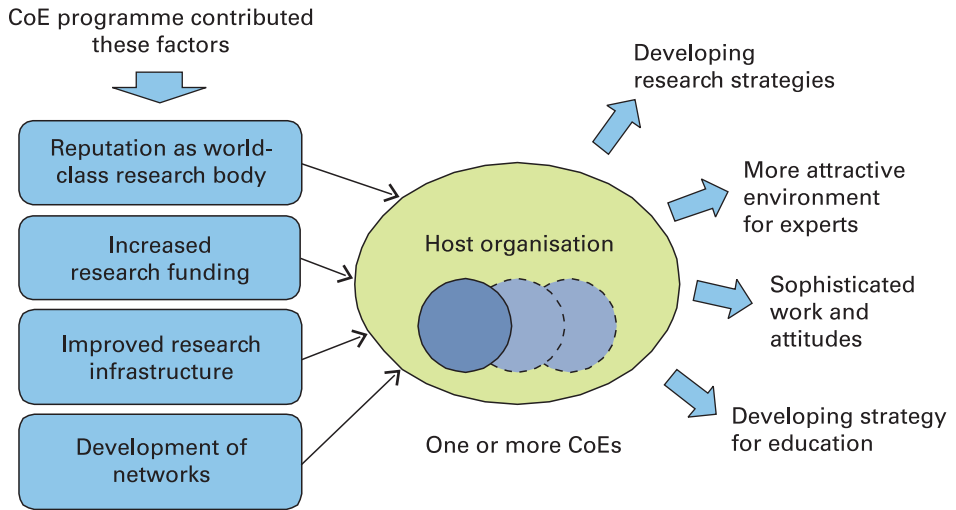 CoE programme contributed
these factors
Reputation as world-
class research body
Increased
research funding
Improved research
infrastructure
Development of
networks
Host organisation
One or more CoEs
Developing
research strategies
More attractive
environment
for experts
Sophisticated
work and
attitudes
Developing strategy
for education